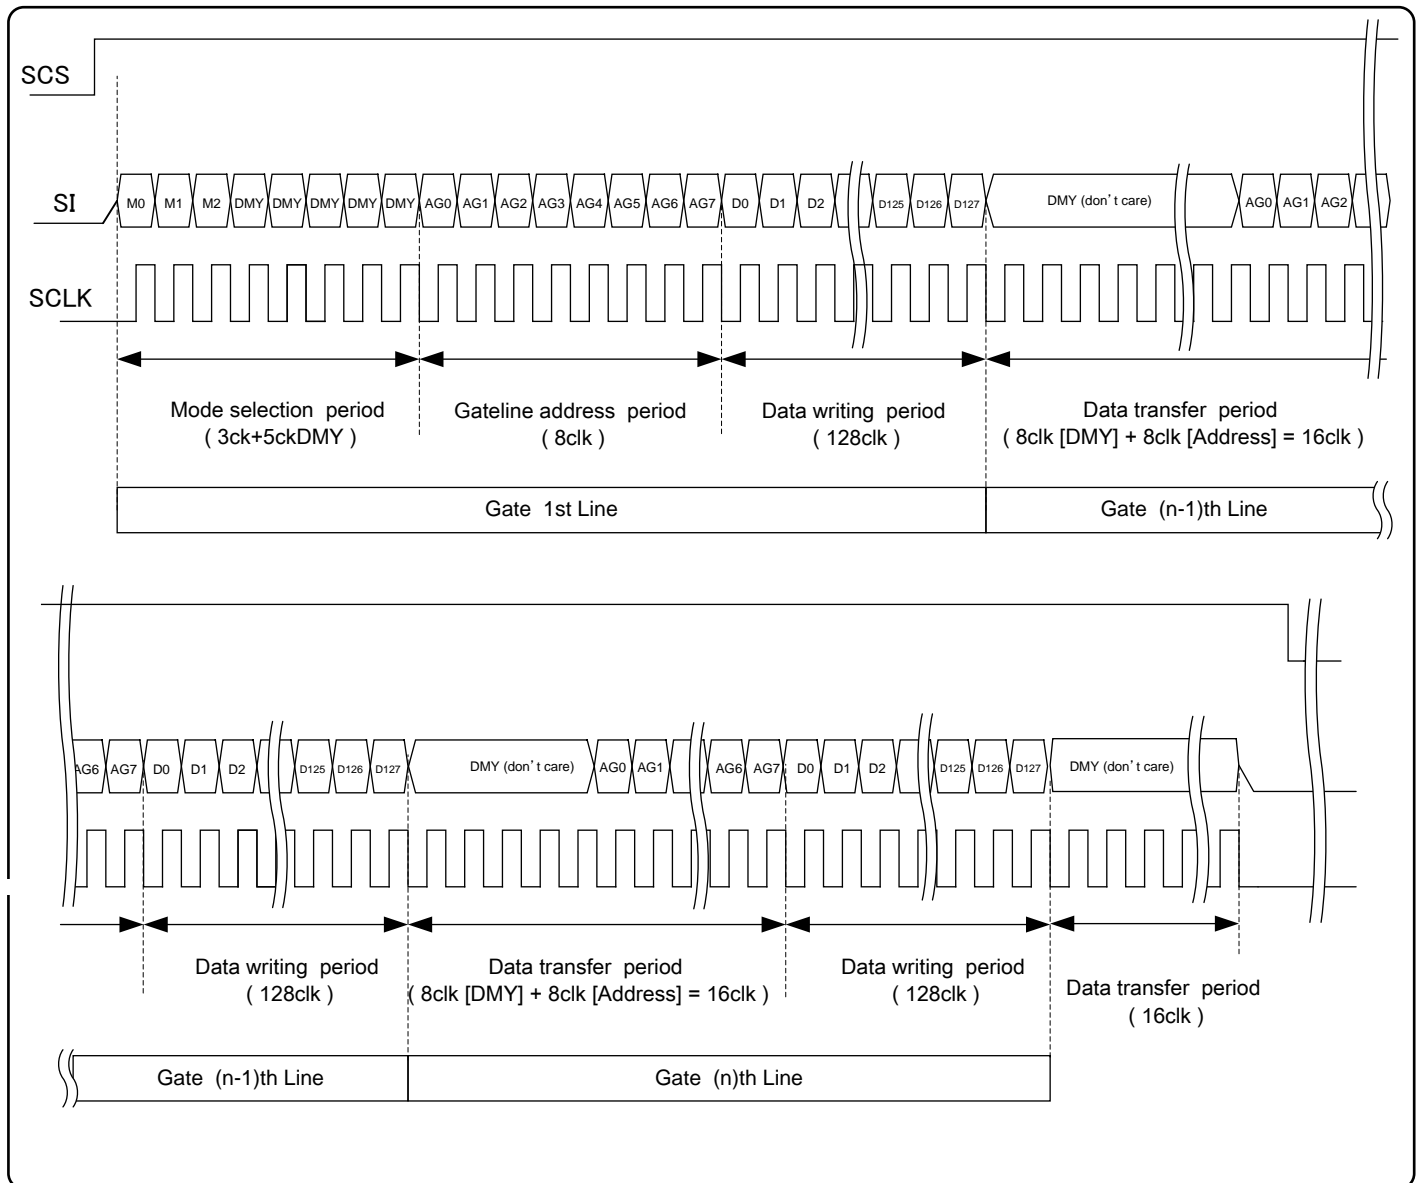 SCS
SI M0 M1 M2 DMY DMY DMY DMY DMY AG0 AG1 AG2 AG3 AG4 AG5 AG6 AG7 D0 D1 D2 D125 D126 D127 DMY (don't care) AG0 AG1 AG2
SCLK
Mode selection period Gateline address period Data writing period Data transfer period
( 3ck+5ckDMY ) ( 8clk ) ( 128clk ) ( 8clk [DMY] + 8clk [Address] = 16clk )
Gate 1st Line Gate (n-1)th Line
AG6 AG7 D0 D1 D2 D125 D126 D127 DMY (don't care) AG0 AG1 AG6 AG7 D0 D1 D2 D125 D126 D127 DMY (don't care)
Data writing period Data transfer period Data writing period Data transfer period
( 128clk ) ( 8clk [DMY] + 8clk [Address] = 16clk ) ( 128clk ) ( 16clk )
Gate (n-1)th Line Gate (n)th Line